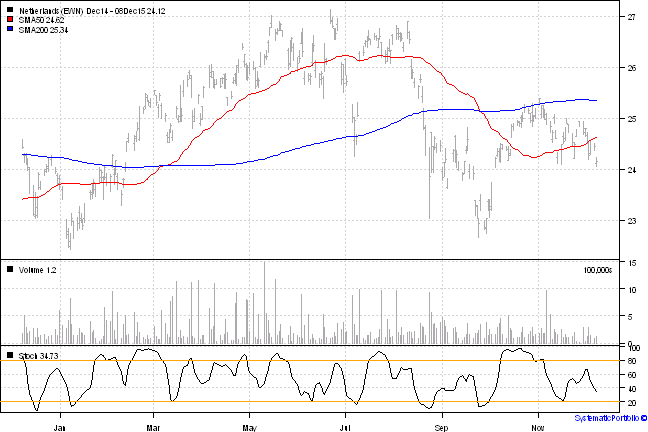 Netherlands (EWN) Dec14 - 08Dec15 24.12
SMA50 24.62
SMA200 25.34
27
26
25
24
23
Volume 1.2
100,000s
15
10
5
0
Stoch 34.73
100
80
60
40
20
Jan
Mar
May
Jul
Sep
Nov
SystematicPortfolio ©